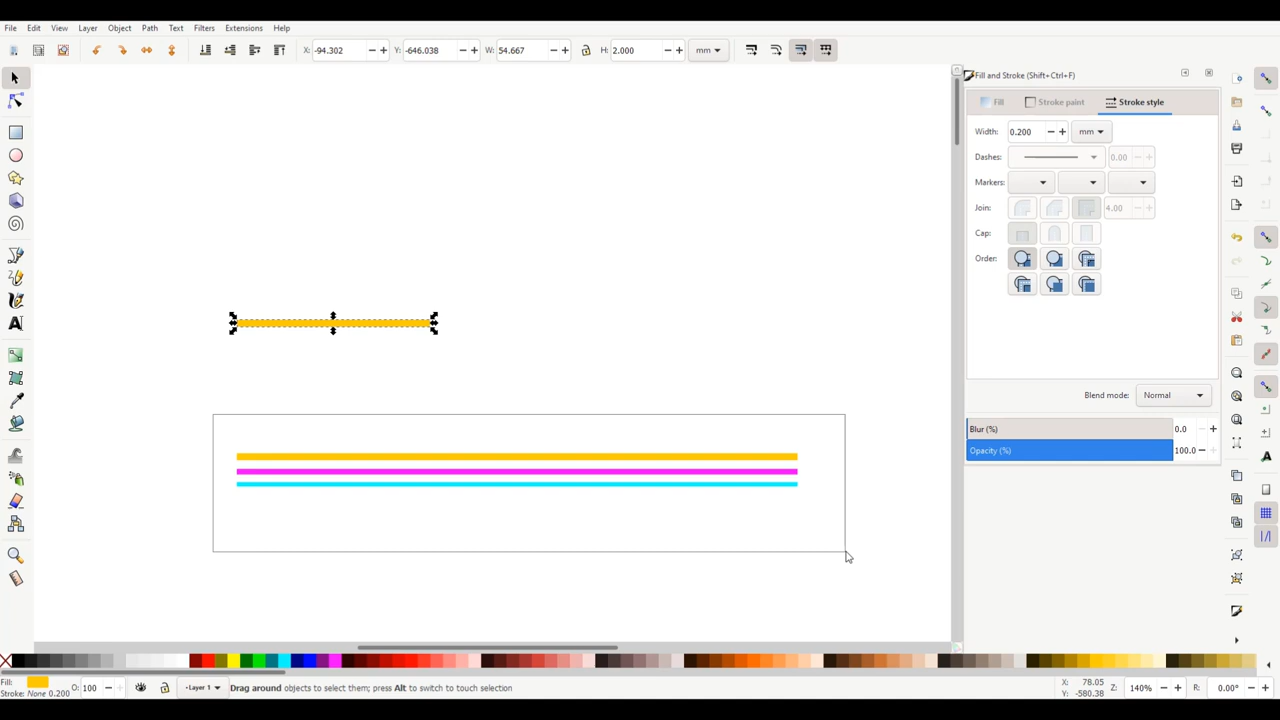 File Edit View Layer Object Path Text Filters Extensions Help
X: -94.302 Y: -646.038 W: 54.667 H: 2.000 mm
Fill and Stroke (Shift+Ctrl+F)
Fill Stroke paint Stroke style
Width: 0.200 mm
Dashes: 0.00
Markers:
Join: 4.00
Cap:
Order:
Blend mode: Normal
Blur (%) 0.0
Opacity (%) 100.0
Fill:
Stroke: None 0.200
O: 100
Layer 1
Drag around objects to select them; press Alt to switch to touch selection
X: 78.05
Y: -580.38
Z: 140%
R: 0.00°